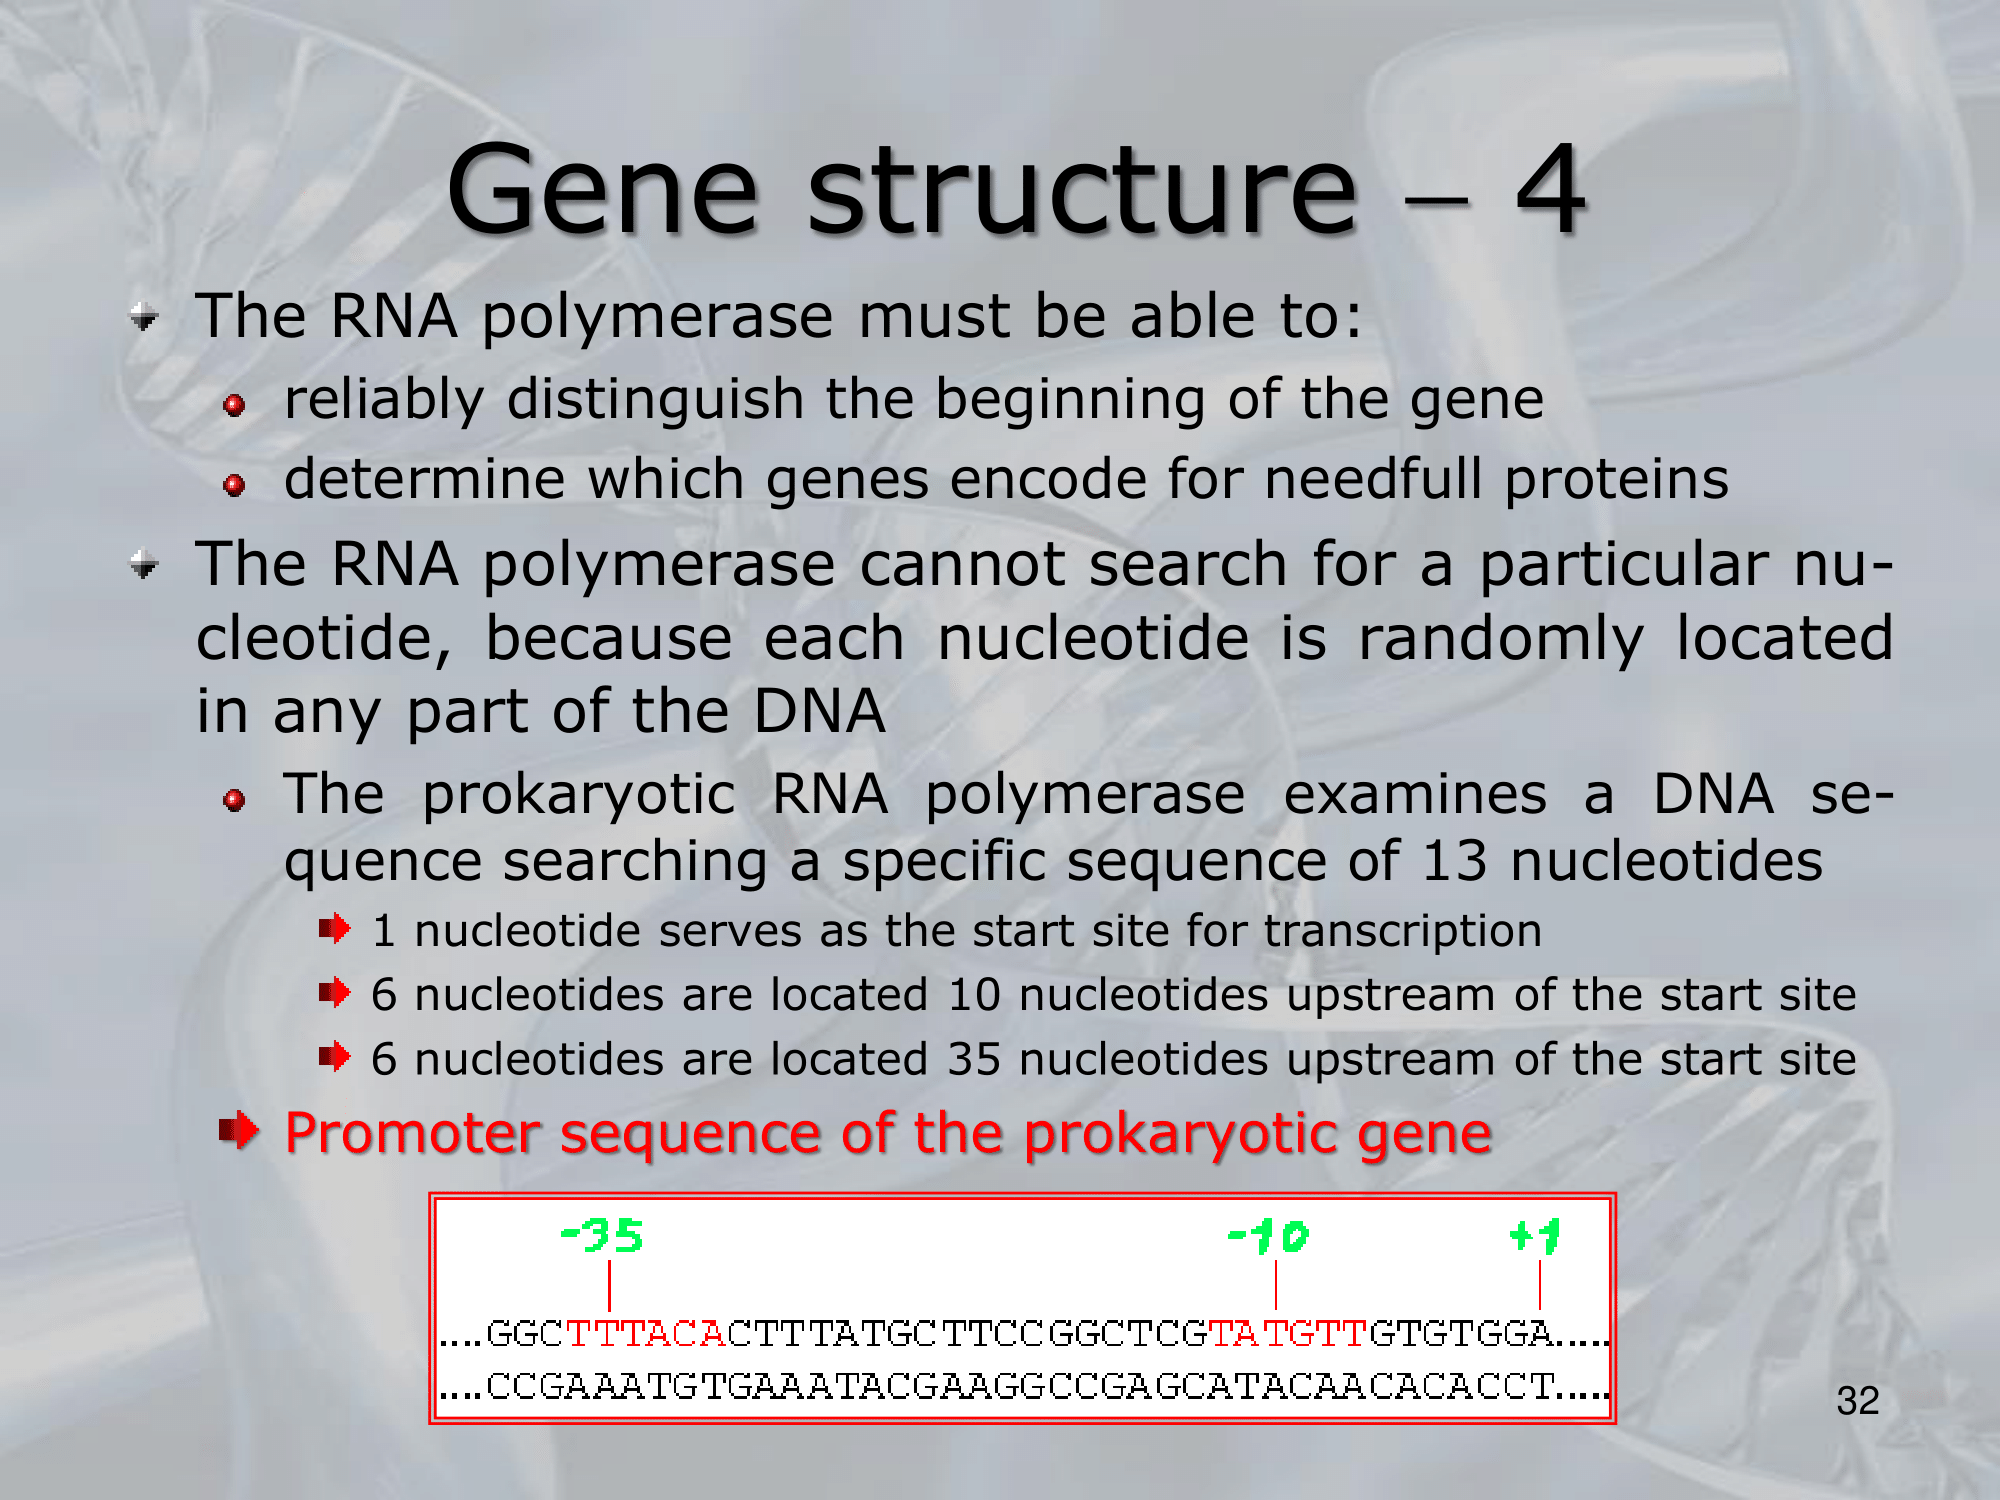 Gene structure – 4
The RNA polymerase must be able to:
reliably distinguish the beginning of the gene
determine which genes encode for needfull proteins
The RNA polymerase cannot search for a particular nu-
cleotide, because each nucleotide is randomly located
in any part of the DNA
The prokaryotic RNA polymerase examines a DNA se-
quence searching a specific sequence of 13 nucleotides
1 nucleotide serves as the start site for transcription
6 nucleotides are located 10 nucleotides upstream of the start site
6 nucleotides are located 35 nucleotides upstream of the start site
Promoter sequence of the prokaryotic gene
-35 -10 +1
....GGCTTTACACTTTATGCTTCCGGCTCGTATGTTGTGTGGA.....
....CCGAAATGTGAAATACGAAGGCCGAGCATACAACACACCT.....
32